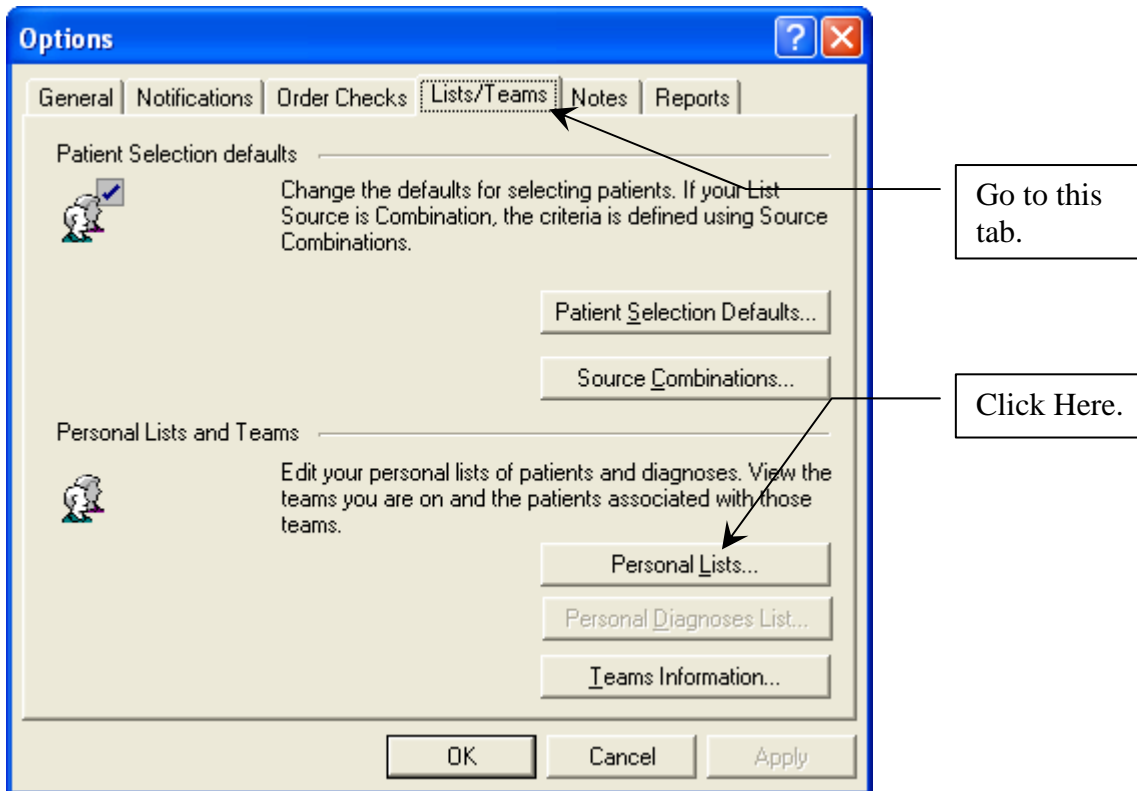 Options
General Notifications Order Checks Lists/Teams Notes Reports
Patient Selection defaults
Change the defaults for selecting patients. If your List
Source is Combination, the criteria is defined using Source
Combinations.
Go to this
tab.
Patient Selection Defaults...
Source Combinations...
Click Here.
Personal Lists and Teams
Edit your personal lists of patients and diagnoses. View the
teams you are on and the patients associated with those
teams.
Personal Lists...
Personal Diagnoses List...
Teams Information...
OK Cancel Apply